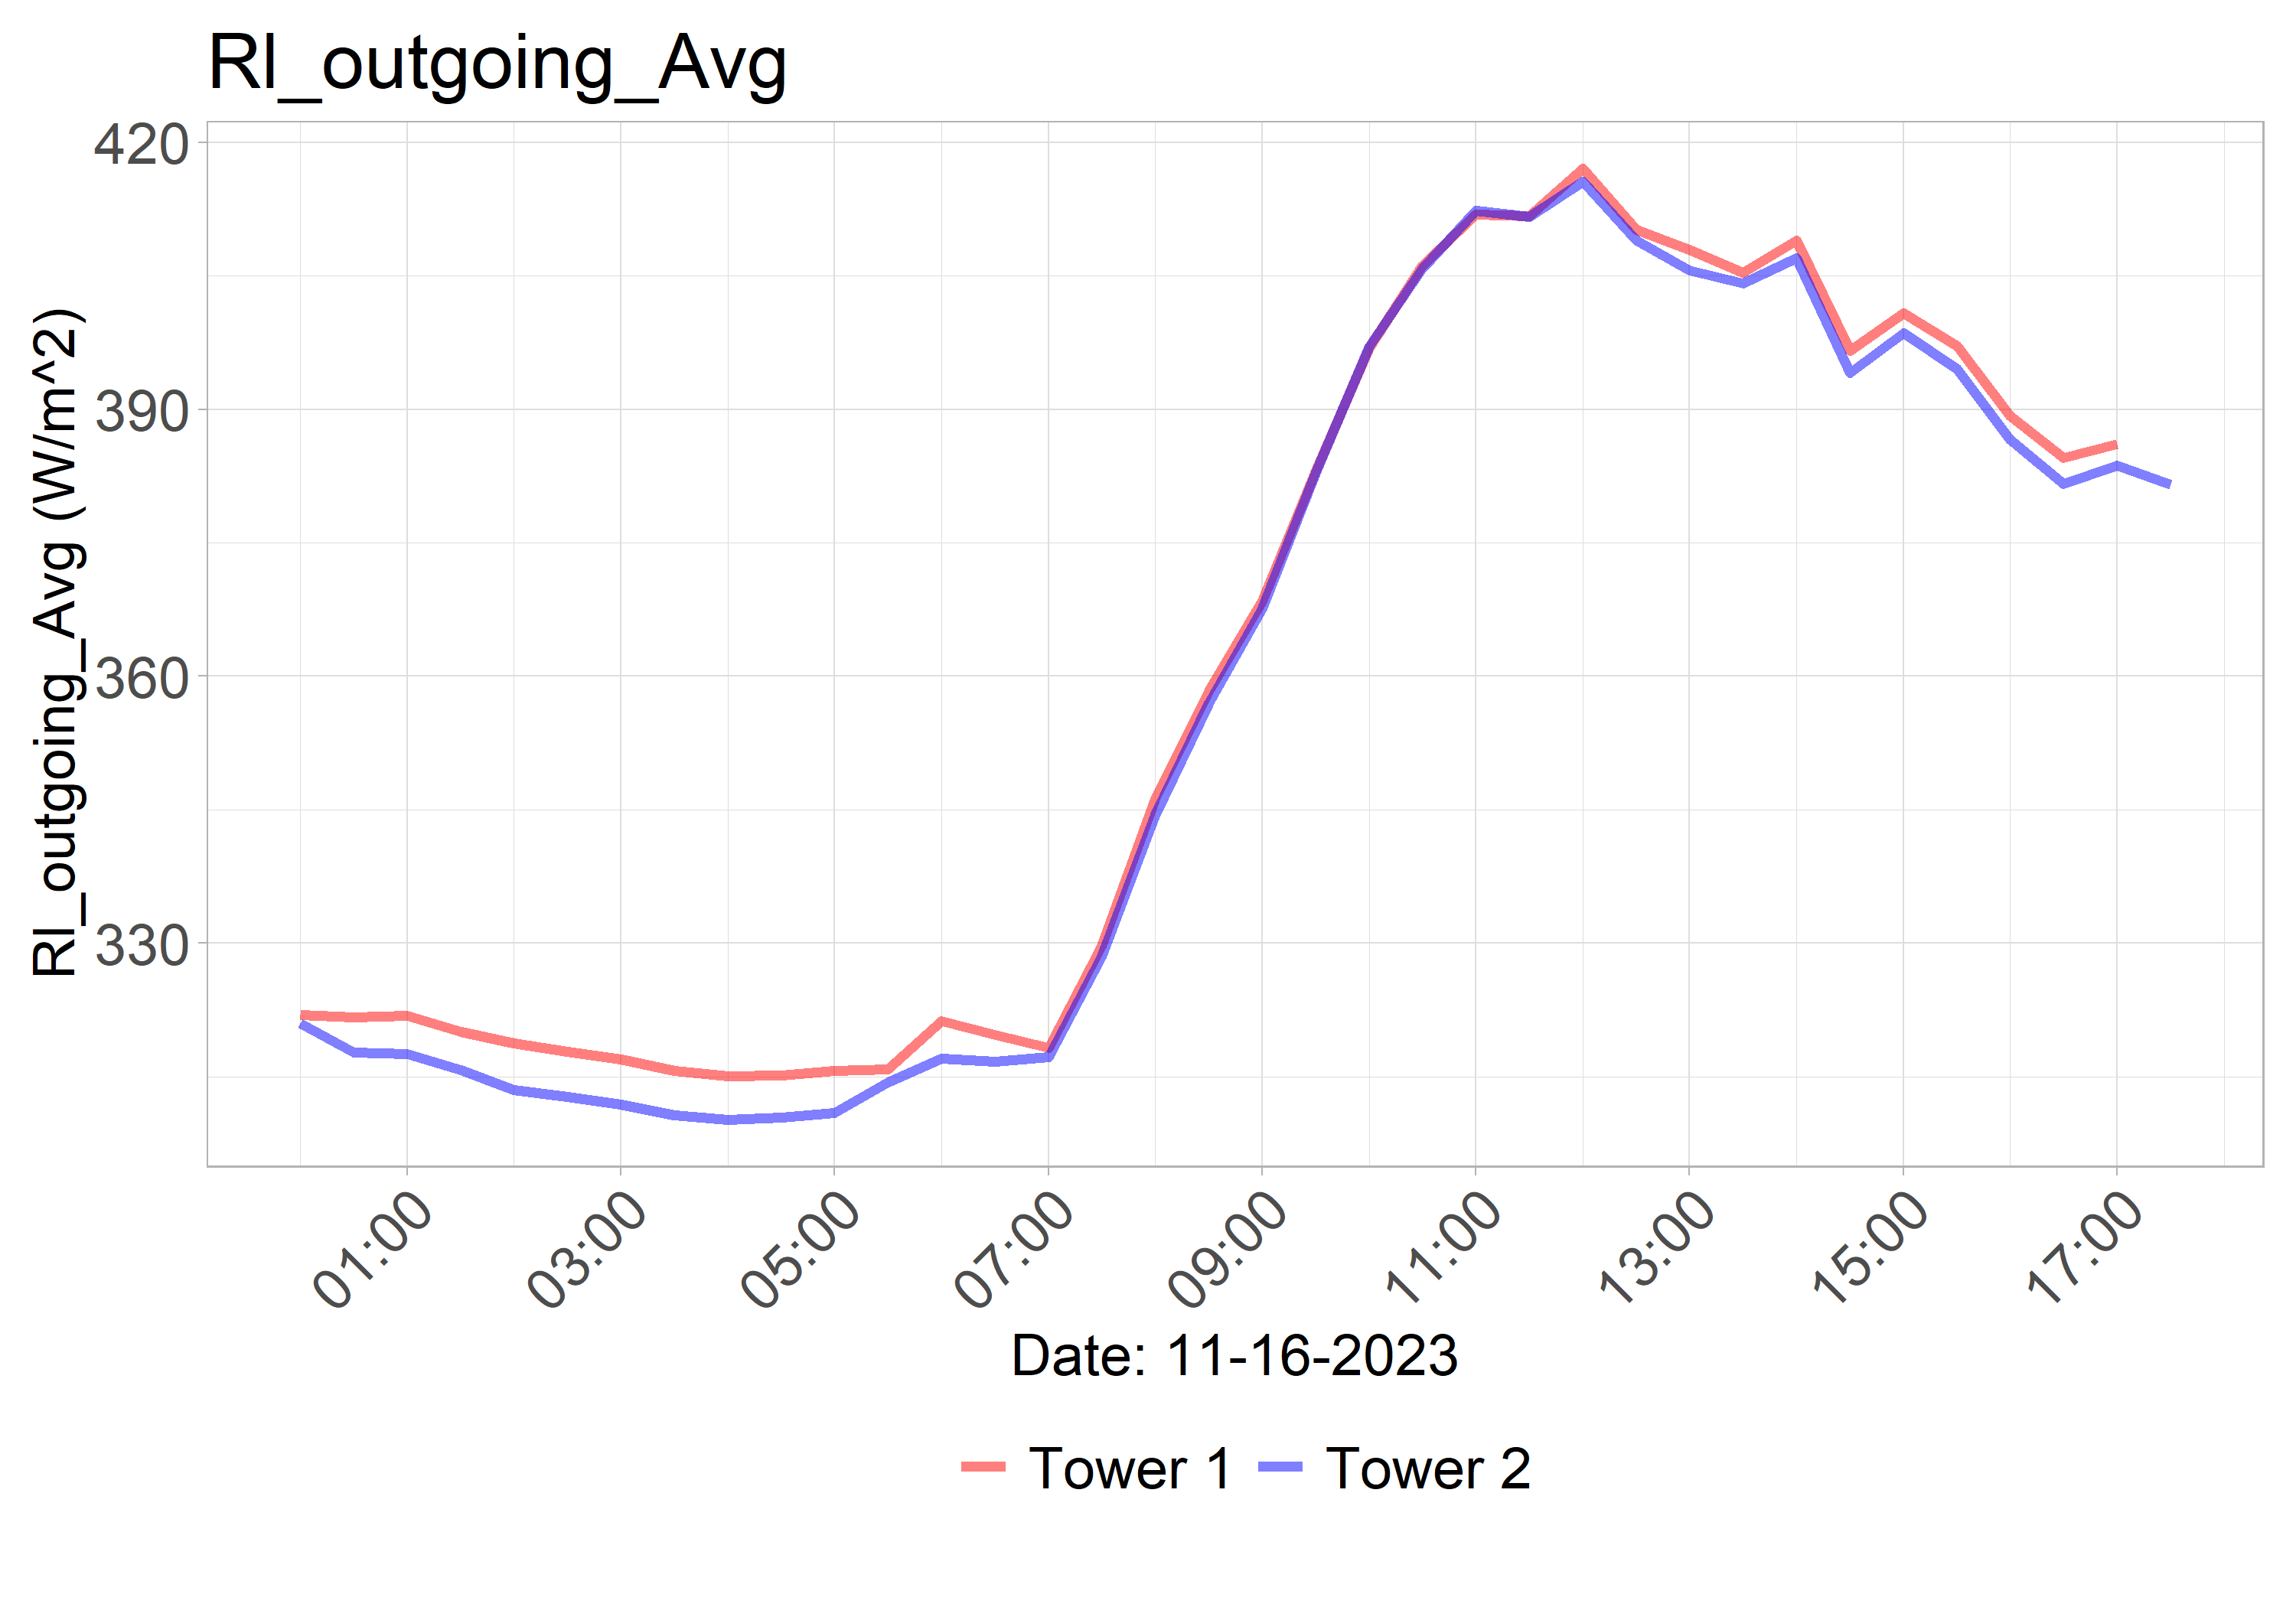 Rl_outgoing_Avg
Rl_outgoing_Avg (W/m^2)
420
390
360
330
01:00
03:00
05:00
07:00
09:00
11:00
13:00
15:00
17:00
Date: 11-16-2023
Tower 1
Tower 2